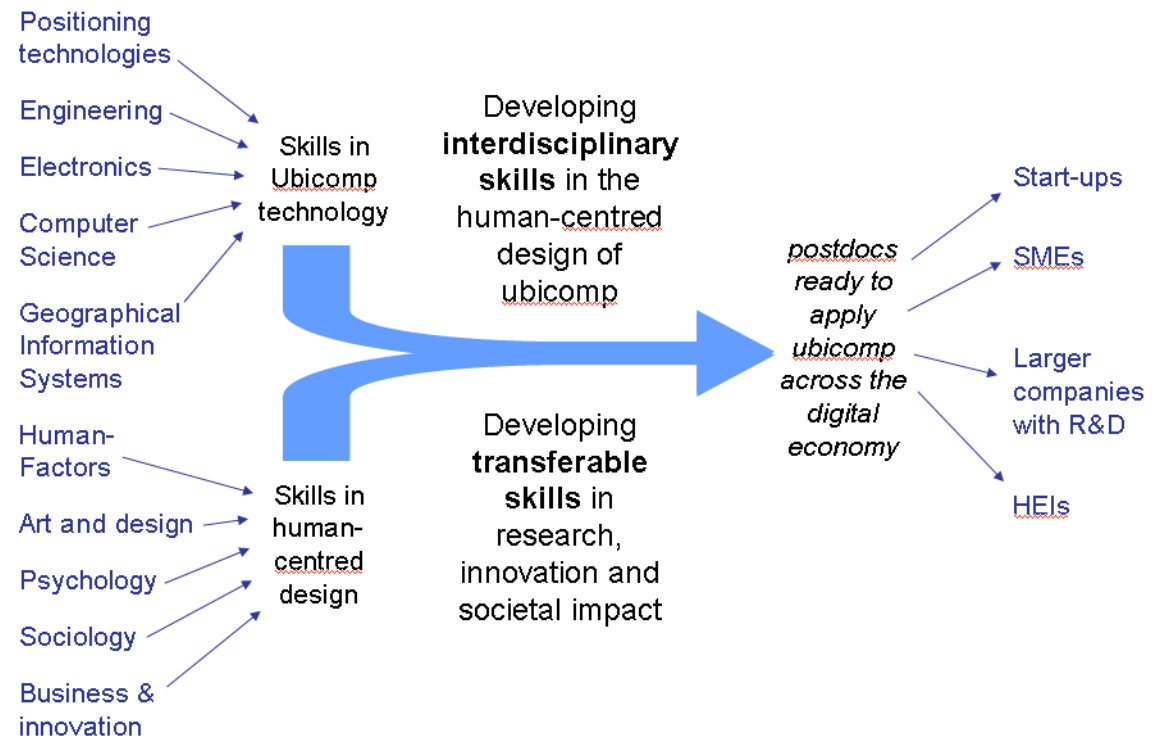 Positioning
technologies
Engineering
Electronics
Computer
Science
Geographical
Information
Systems
Human-
Factors
Art and design
Psychology
Sociology
Business &
innovation
Skills in
Ubicomp
technology
Skills in
human-
centred
design
Developing
interdisciplinary
skills in the
human-centred
design of
ubicomp
Developing
transferable
skills in
research,
innovation and
societal impact
postdocs
ready to
apply
ubicomp
across the
digital
economy
Start-ups
SMEs
Larger
companies
with R&D
HEIs